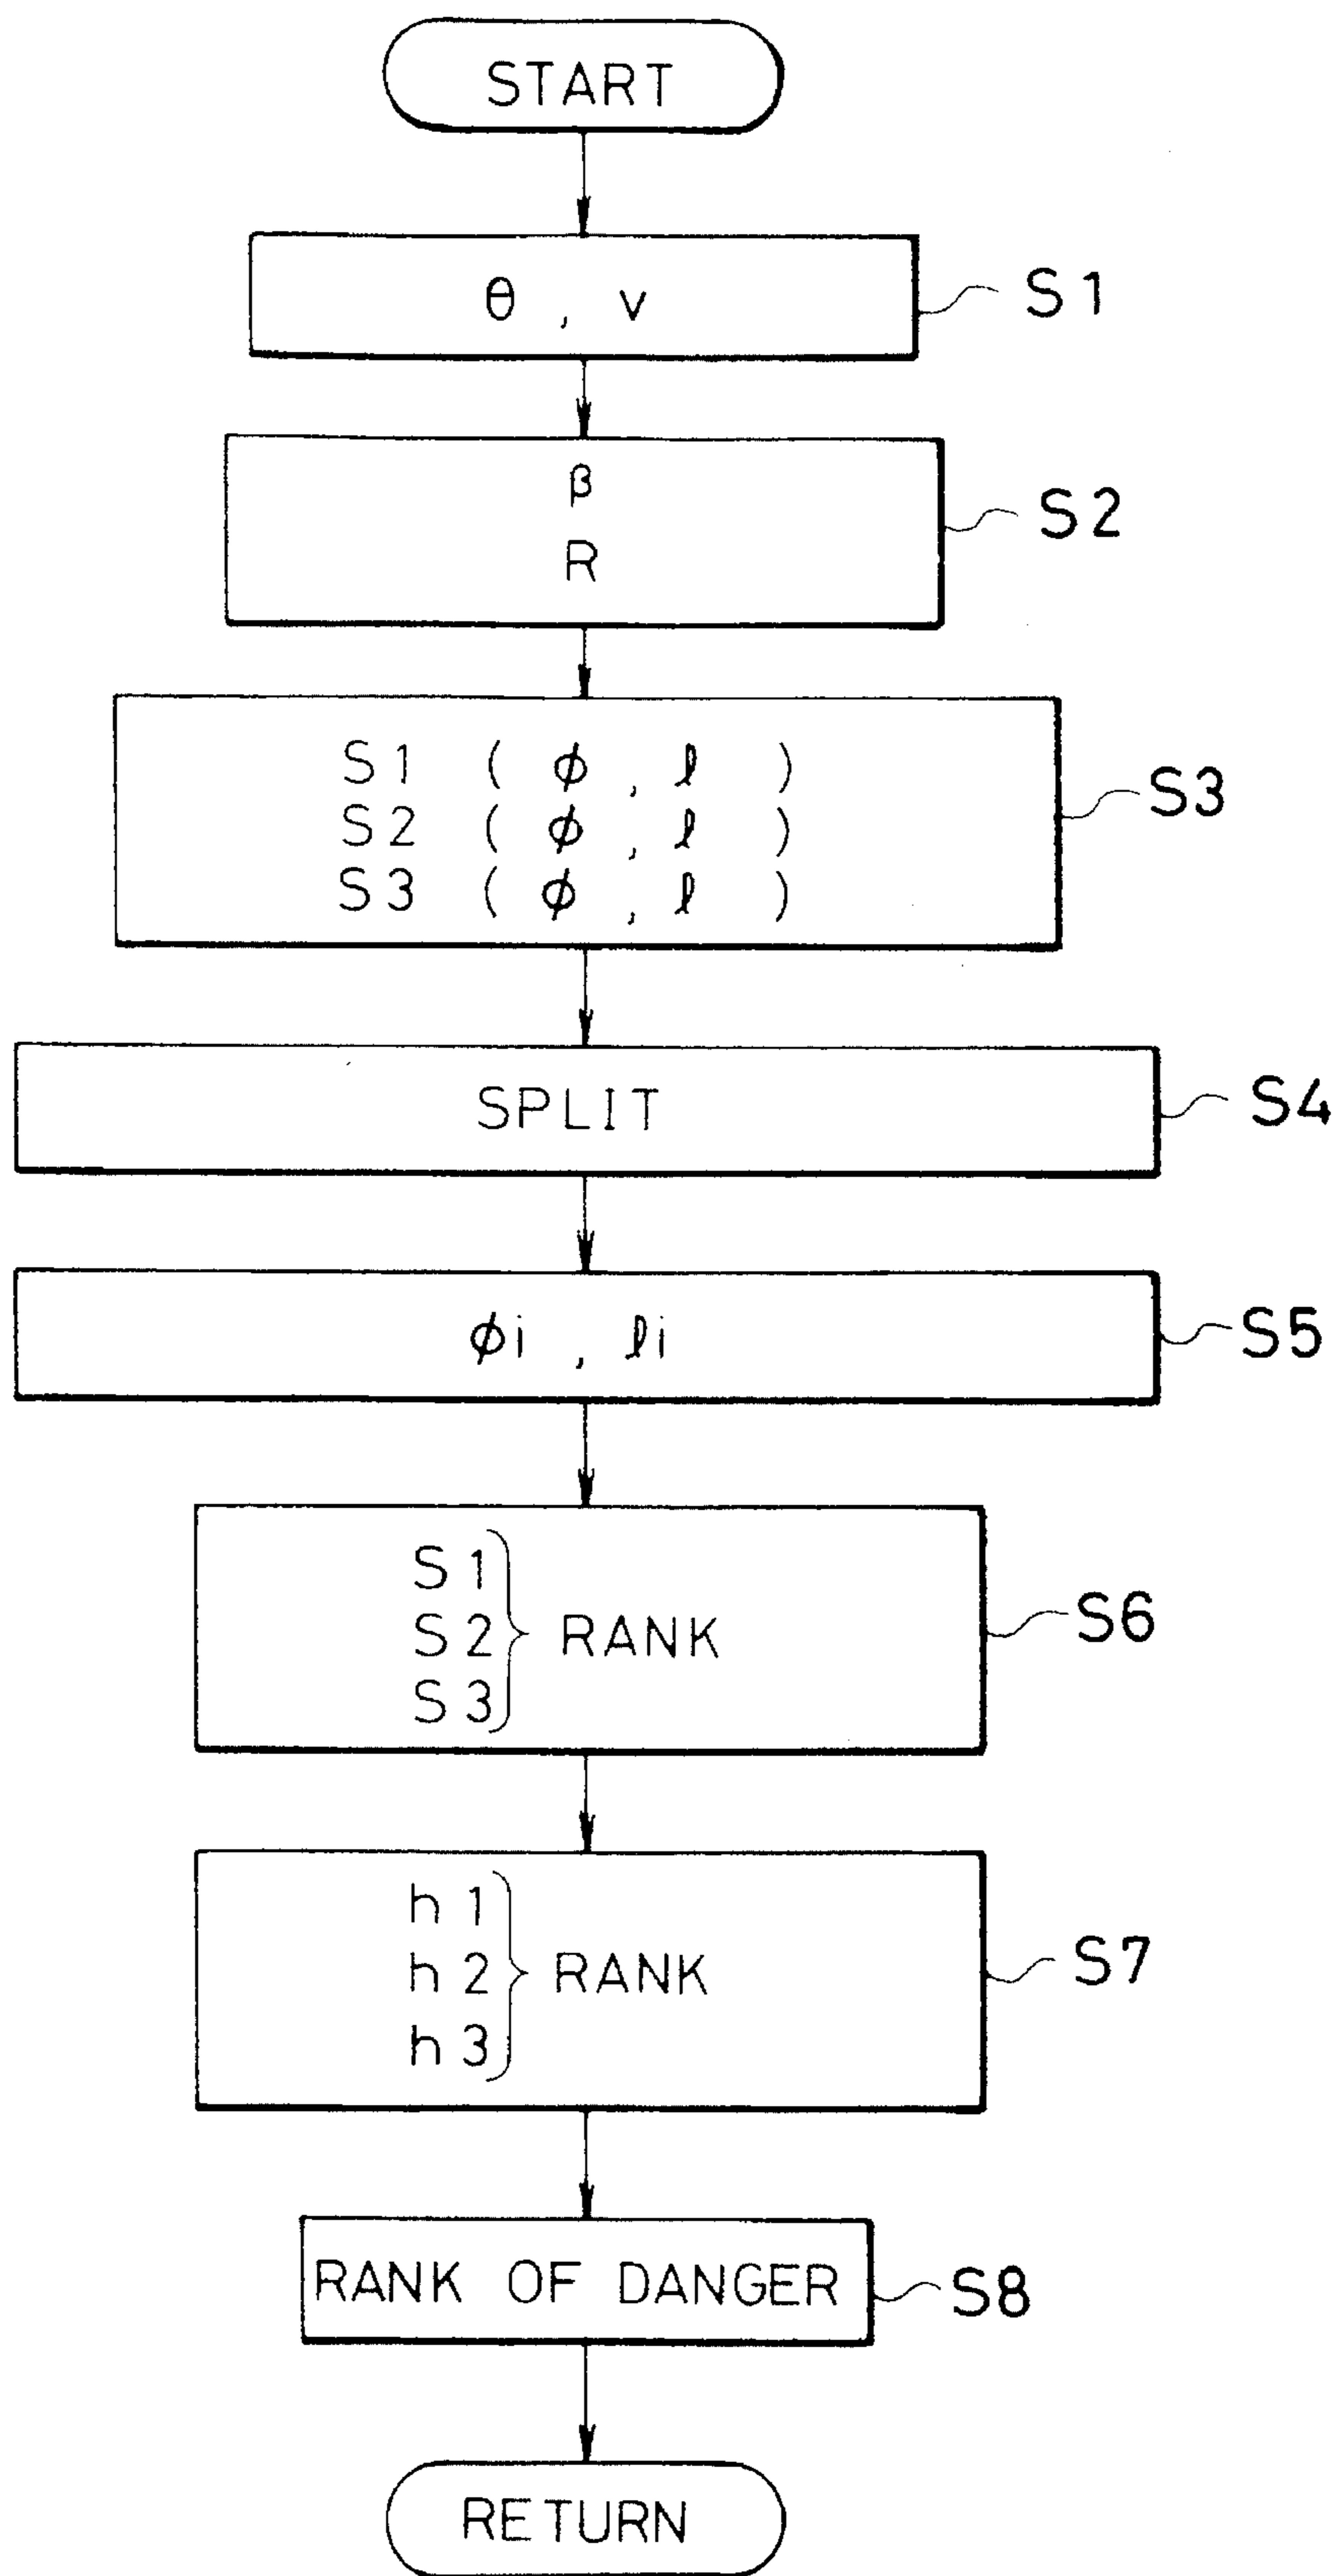 START
θ , v
S1
β
S2
R
S1 ( ϕ , ℓ )
S2 ( ϕ , ℓ )
S3 ( ϕ , ℓ )
S3
SPLIT
S4
ϕi , ℓi
S5
S1
S2 } RANK
S3
S6
h1
h2 } RANK
h3
S7
RANK OF DANGER
S8
RETURN